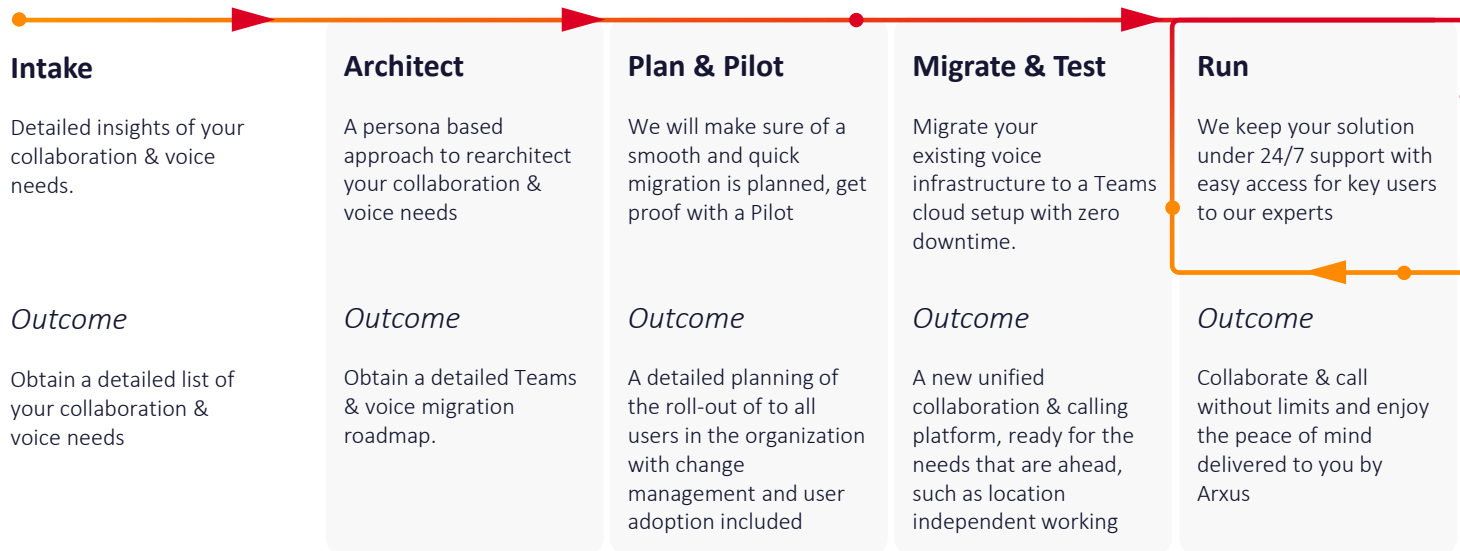 Intake
Detailed insights of your
collaboration & voice
needs.
Outcome
Obtain a detailed list of
your collaboration &
voice needs
Architect
A persona based
approach to rearchitect
your collaboration &
voice needs
Outcome
Obtain a detailed Teams
& voice migration
roadmap.
Plan & Pilot
We will make sure of a
smooth and quick
migration is planned, get
proof with a Pilot
Outcome
A detailed planning of
the roll-out of to all
users in the organization
with change
management and user
adoption included
Migrate & Test
Migrate your
existing voice
infrastructure to a Teams
cloud setup with zero
downtime.
Outcome
A new unified
collaboration & calling
platform, ready for the
needs that are ahead,
such as location
independent working
Run
We keep your solution
under 24/7 support with
easy access for key users
to our experts
Outcome
Collaborate & call
without limits and enjoy
the peace of mind
delivered to you by
Arxus